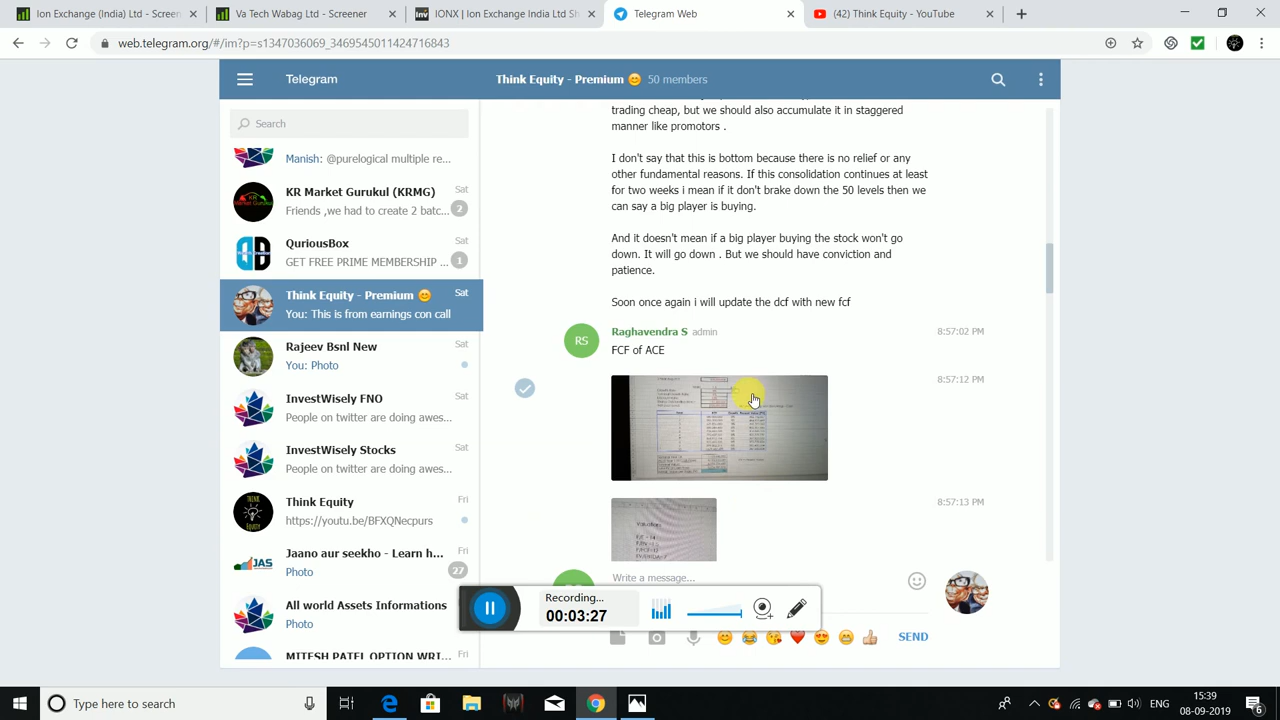 Ion Exchange (India) Ltd - Screen
Va Tech Wabag Ltd - Screener
IONX | Ion Exchange India Ltd Sh
Telegram Web
(42) Think Equity - YouTube
web.telegram.org/#/im?p=s1347036069_3469545011424716843
Telegram
Think Equity - Premium 😊 50 members
Search
Manish: @purelogical multiple re...
KR Market Gurukul (KRMG) Sat
Friends ,we had to create 2 batc... 2
QuriousBox Sat
GET FREE PRIME MEMBERSHIP ... 1
Think Equity - Premium 😊 Sat
You: This is from earnings con call
Rajeev Bsnl New Sat
You: Photo
InvestWisely FNO Sat
People on twitter are doing awes...
InvestWisely Stocks Sat
People on twitter are doing awes...
Think Equity Fri
https://youtu.be/BFXQNecpurs
Jaano aur seekho - Learn h... Fri
Photo 27
All world Assets Informations Fri
Photo
MITESH PATEL OPTION WRI...
trading cheap, but we should also accumulate it in staggered
manner like promotors .
I don't say that this is bottom because there is no relief or any
other fundamental reasons. If this consolidation continues at least
for two weeks i mean if it don't brake down the 50 levels then we
can say a big player is buying.
And it doesn't mean if a big player buying the stock won't go
down. It will go down . But we should have conviction and
patience.
Soon once again i will update the dcf with new fcf
RS
Raghavendra S admin 8:57:02 PM
FCF of ACE
8:57:12 PM
8:57:13 PM
Valuation
Write a message...
SEND
Recording...
00:03:27
Type here to search
ENG
15:39
08-09-2019
6